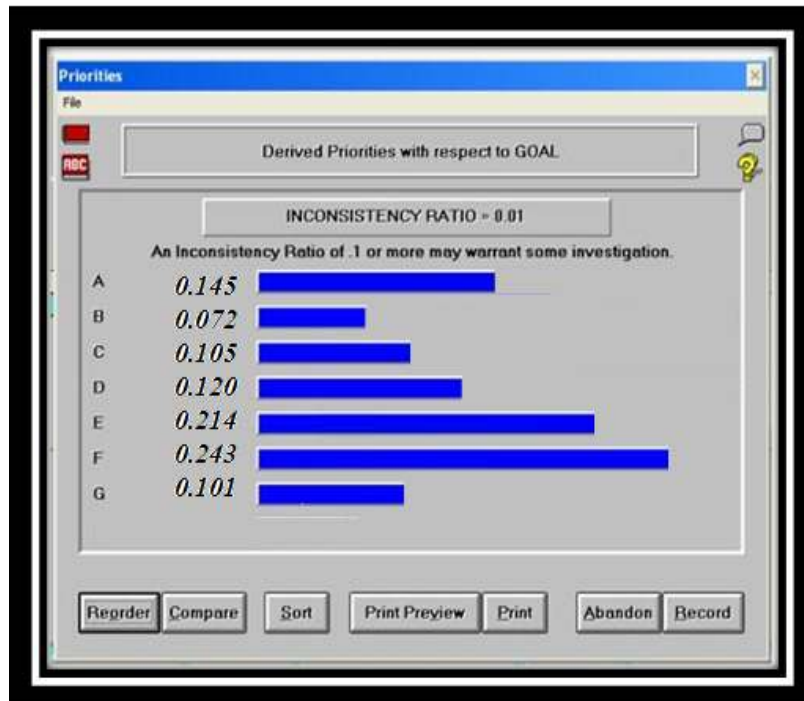 Priorities
File
ABC
Derived Priorities with respect to GOAL
INCONSISTENCY RATIO = 0.01
An Inconsistency Ratio of .1 or more may warrant some investigation.
A 0.145
B 0.072
C 0.105
D 0.120
E 0.214
F 0.243
G 0.101
Reorder Compare Sort Print Preview Print Abandon Record